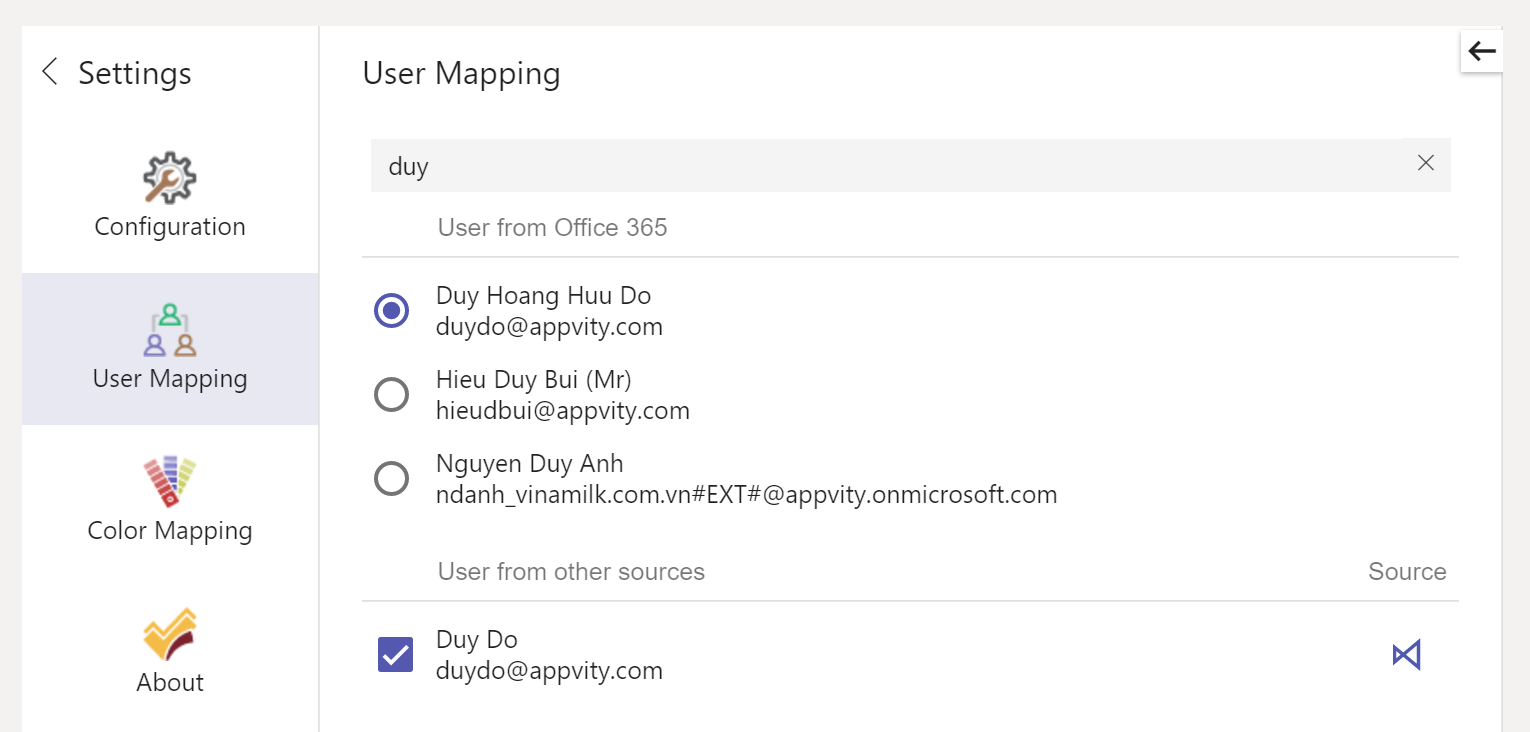 Settings
Configuration
User Mapping
Color Mapping
About
User Mapping
duy
User from Office 365
Duy Hoang Huu Do
duydo@appvity.com
Hieu Duy Bui (Mr)
hieudbui@appvity.com
Nguyen Duy Anh
ndanh_vinamilk.com.vn#EXT#@appvity.onmicrosoft.com
User from other sources Source
Duy Do
duydo@appvity.com